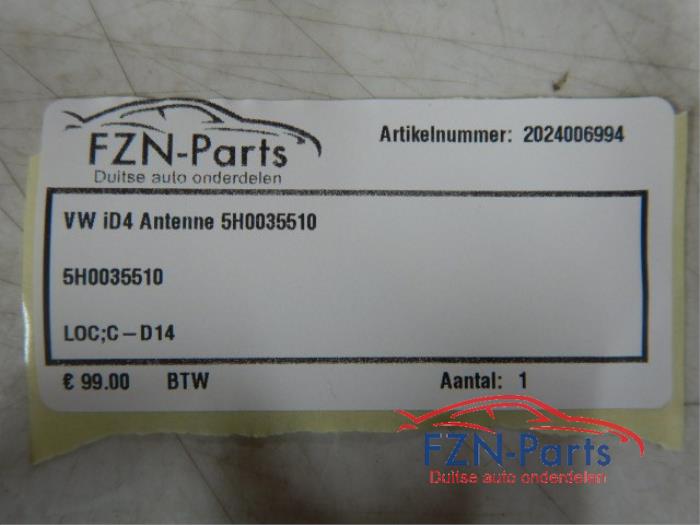 FZN-Parts
Duitse auto onderdelen
Artikelnummer: 2024006994
VW iD4 Antenne 5H0035510
5H0035510
LOC;C-D14
€ 99.00 BTW Aantal: 1
FZN-Parts
Duitse auto onderdelen